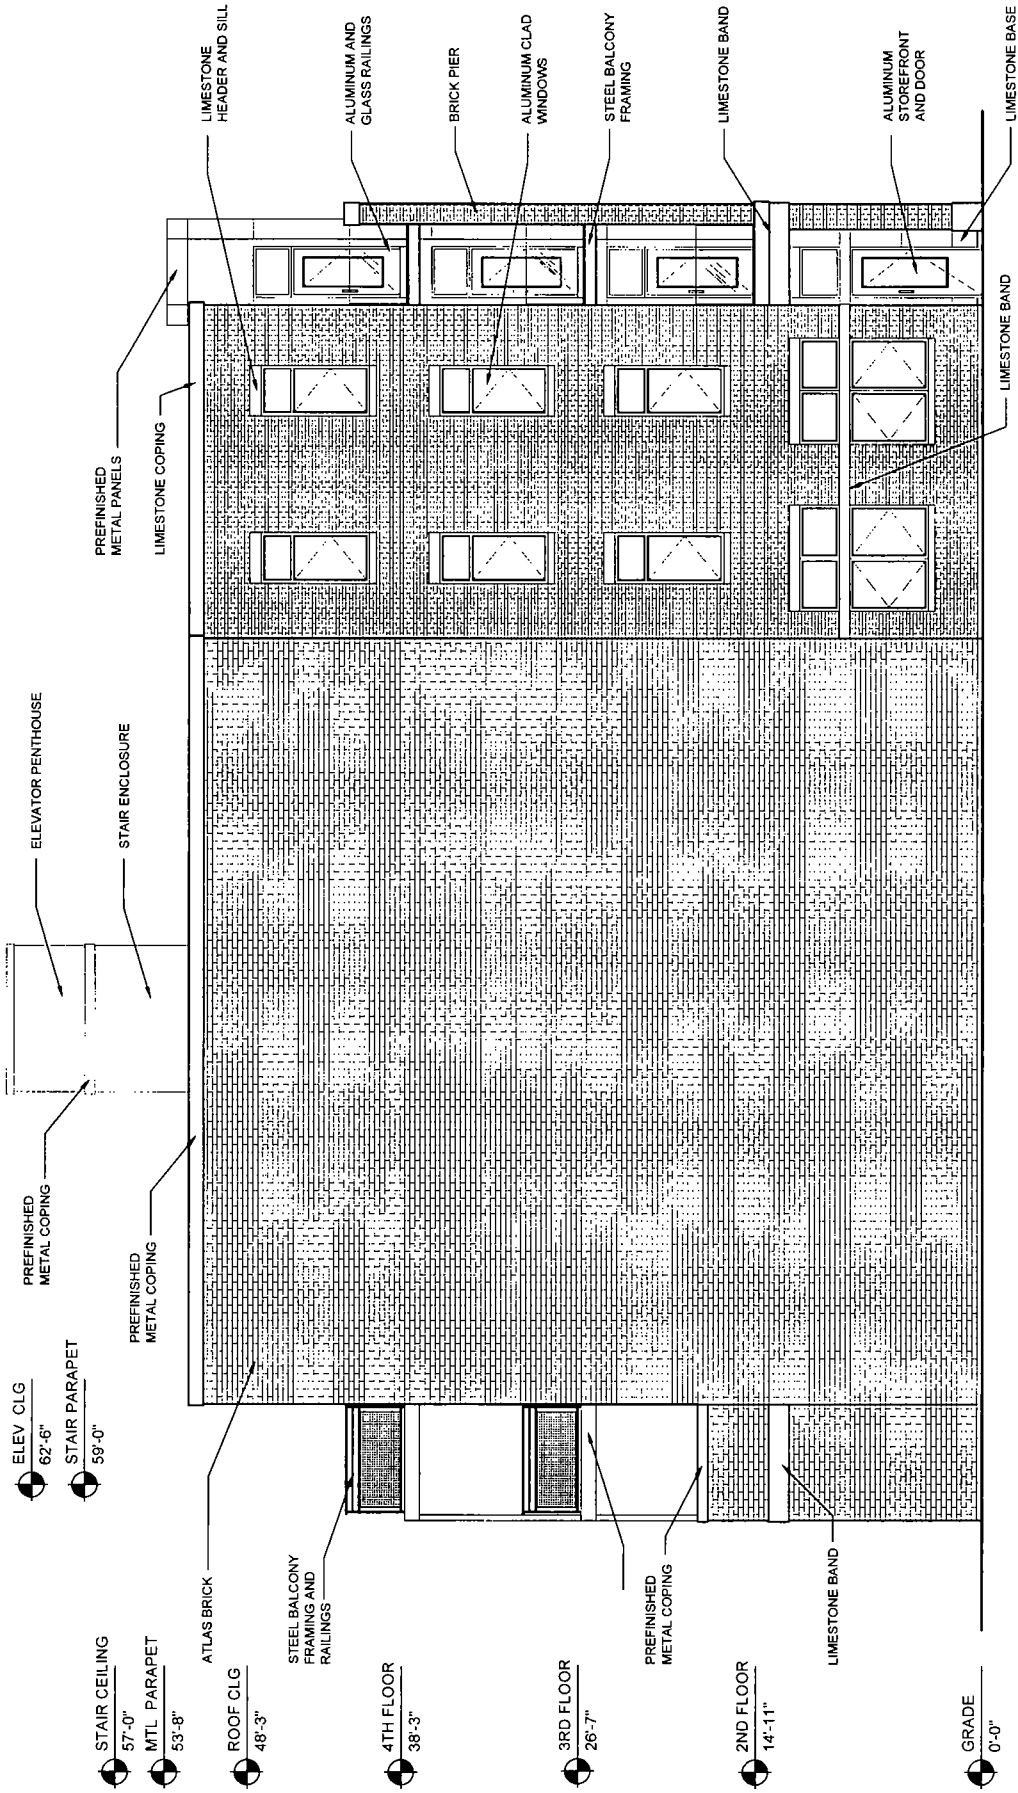 ELEV CLG
62'-6"
STAIR PARAPET
59'-0"
STAIR CEILING
57'-0"
MTL PARAPET
53'-8"
ROOF CLG
48'-3"
4TH FLOOR
38'-3"
3RD FLOOR
26'-7"
2ND FLOOR
14'-11"
GRADE
0'-0"
PREFINISHED
METAL COPING
PREFINISHED
METAL COPING
ATLAS BRICK
STEEL BALCONY
FRAMING AND
RAILINGS
PREFINISHED
METAL COPING
LIMESTONE BAND
ELEVATOR PENTHOUSE
STAIR ENCLOSURE
PREFINISHED
METAL PANELS
LIMESTONE COPING
LIMESTONE
HEADER AND SILL
ALUMINUM AND
GLASS RAILINGS
BRICK PIER
ALUMINUM CLAD
WINDOWS
STEEL BALCONY
FRAMING
LIMESTONE BAND
ALUMINUM
STOREFRONT
AND DOOR
LIMESTONE BASE
LIMESTONE BAND